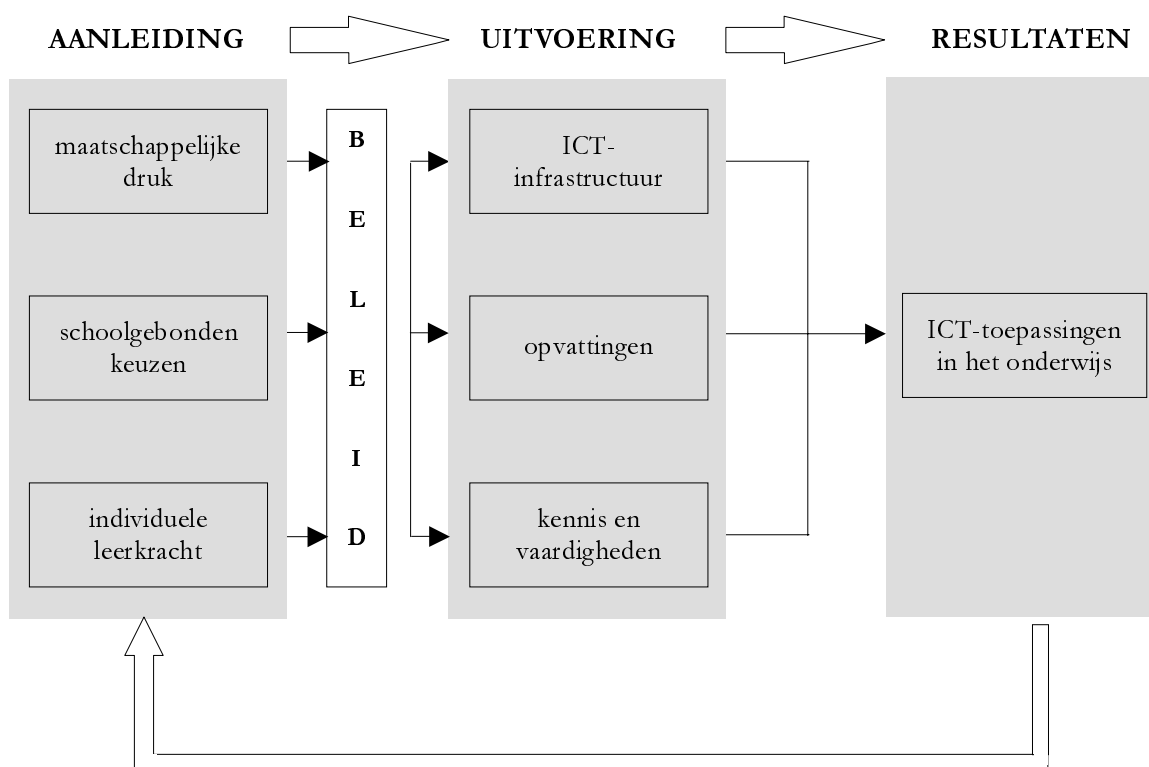 AANLEIDING
UITVOERING
RESULTATEN
maatschappelijke
druk
schoolgebonden
keuzen
individuele
leerkracht
B
E
L
E
I
D
ICT-
infrastructuur
opvattingen
kennis en
vaardigheden
ICT-toepassingen
in het onderwijs